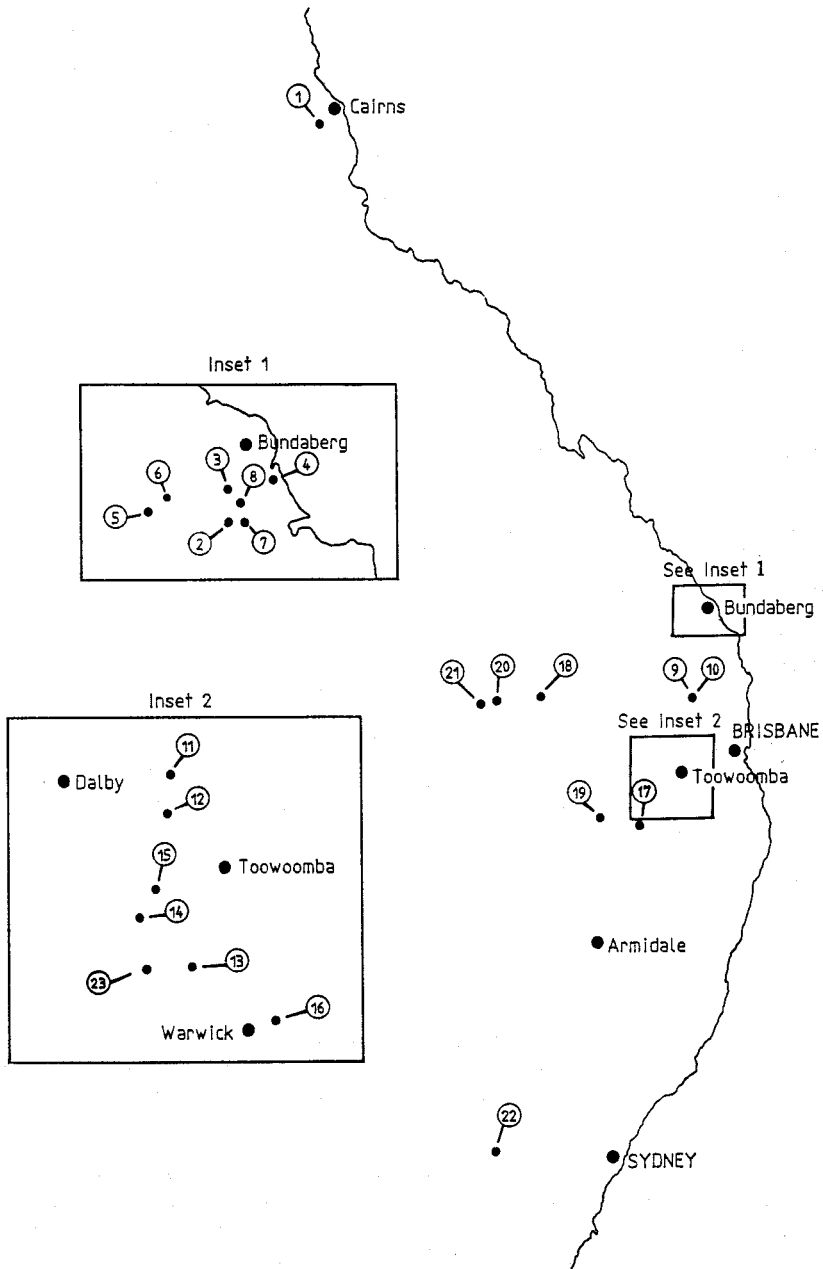 1
Cairns
Inset 1
Bundaberg
3
4
6
8
5
2
7
See Inset 1
Bundaberg
21
20
18
9
10
Inset 2
See Inset 2
BRISBANE
11
Dalby
Toowoomba
12
19
17
15
Toowoomba
14
Armidale
13
23
16
Warwick
22
SYDNEY